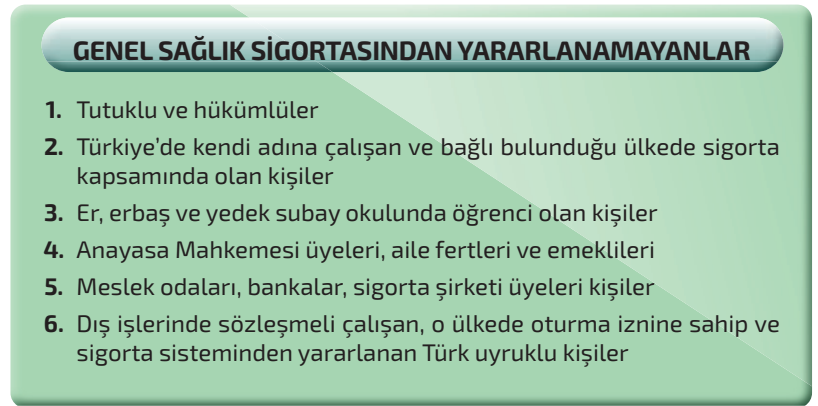 GENEL SAĞLIK SİGORTASINDAN YARARLANAMAYANLAR
1. Tutuklu ve hükümlüler
2. Türkiye’de kendi adına çalışan ve bağlı bulunduğu ülkede sigorta
kapsamında olan kişiler
3. Er, erbaş ve yedek subay okulunda öğrenci olan kişiler
4. Anayasa Mahkemesi üyeleri, aile fertleri ve emeklileri
5. Meslek odaları, bankalar, sigorta şirketi üyeleri kişiler
6. Dış işlerinde sözleşmeli çalışan, o ülkede oturma iznine sahip ve
sigorta sisteminden yararlanan Türk uyruklu kişiler